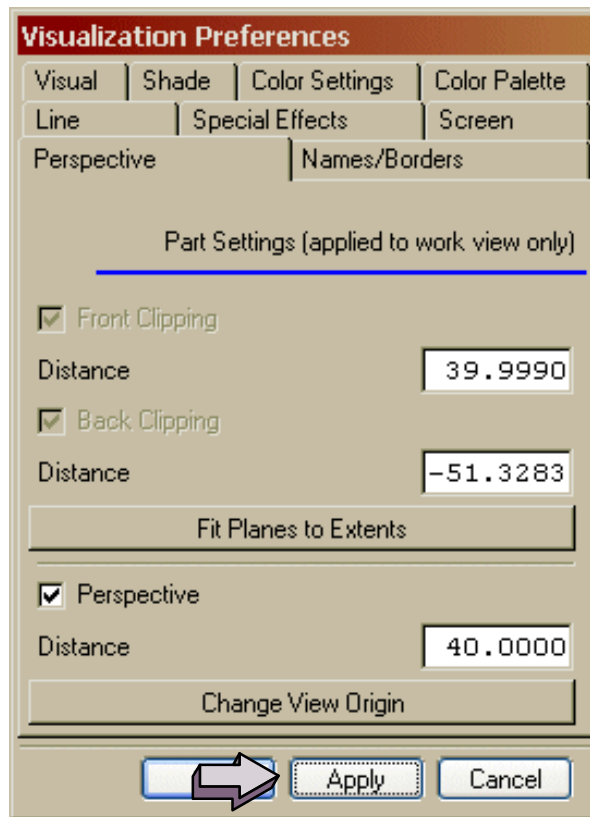 Visualization Preferences
Visual Shade Color Settings Color Palette
Line Special Effects Screen
Perspective Names/Borders
Part Settings (applied to work view only)
Front Clipping
Distance 39.9990
Back Clipping
Distance -51.3283
Fit Planes to Extents
Perspective
Distance 40.0000
Change View Origin
Apply Cancel